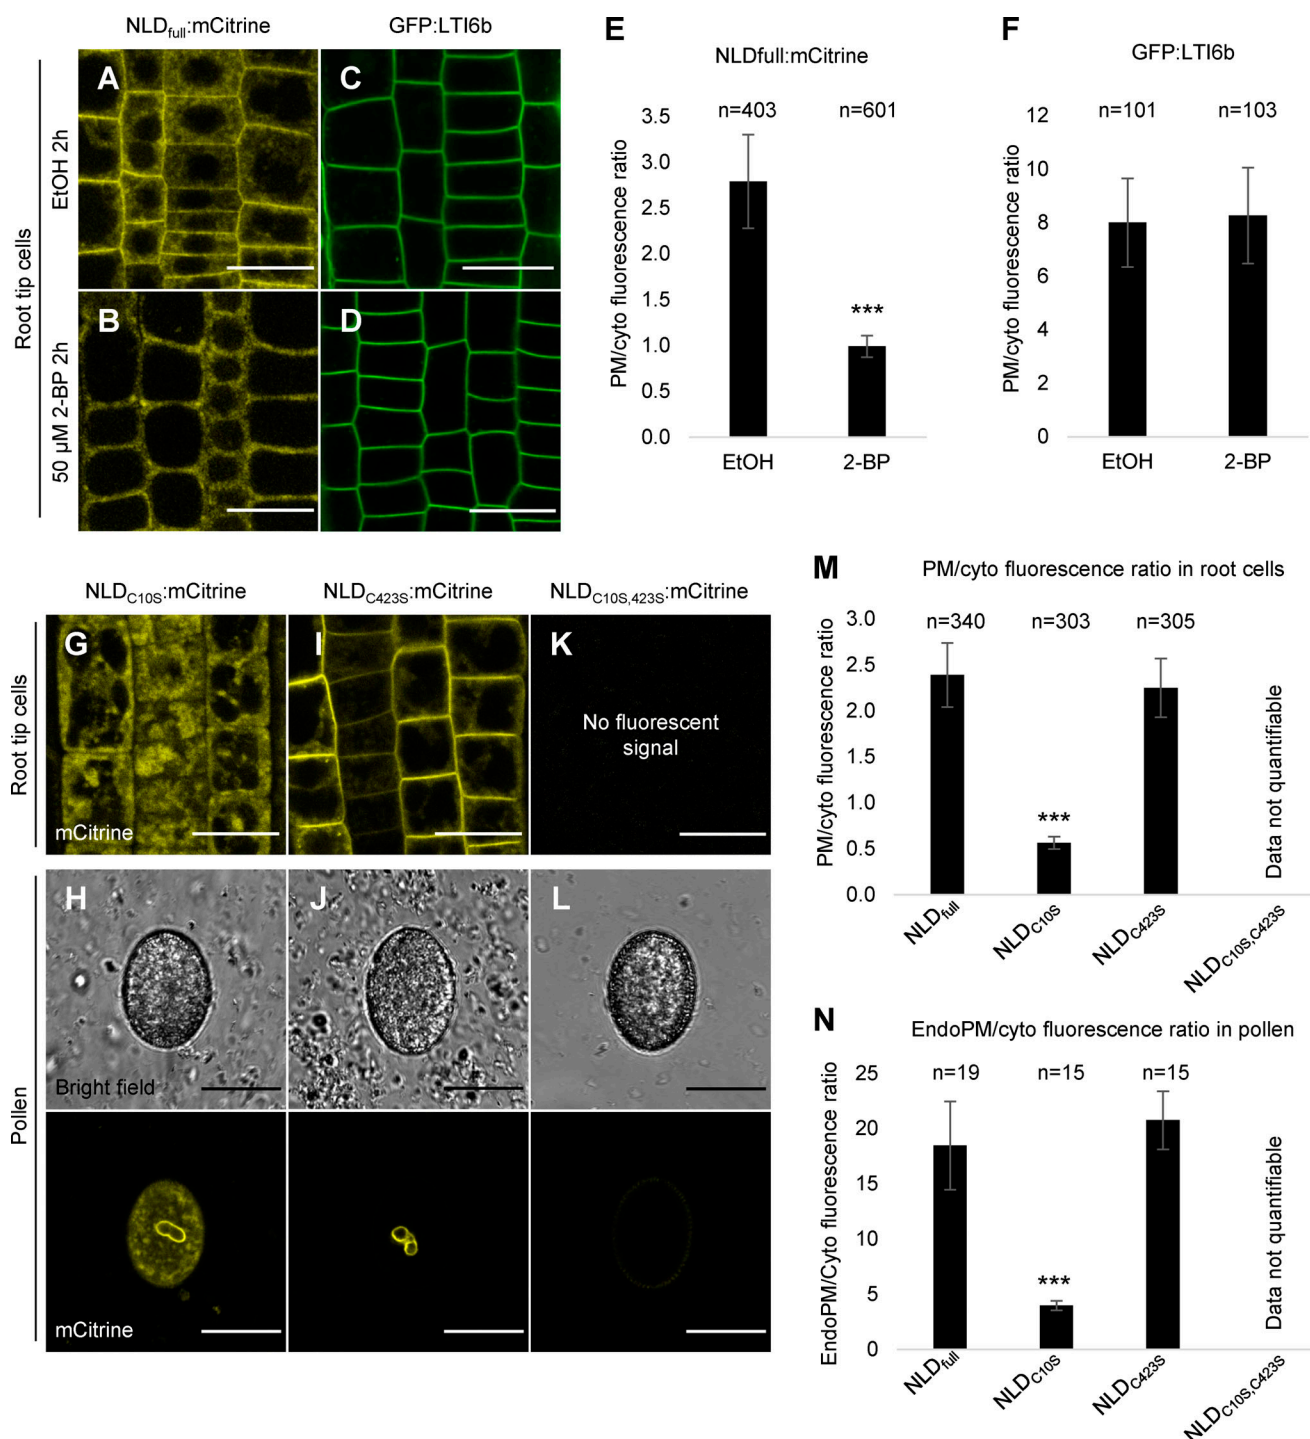 NLDfull:mCitrine
GFP:LTI6b
Root tip cells
EtOH 2h
50 µM 2-BP 2h
A
C
B
D
E
NLDfull:mCitrine
n=403
n=601
PM/cyto fluorescence ratio
3.5
3.0
2.5
2.0
1.5
1.0
0.5
0.0
***
EtOH
2-BP
F
GFP:LTI6b
n=101
n=103
PM/cyto fluorescence ratio
12
10
8
6
4
2
0
EtOH
2-BP
NLDC10S:mCitrine
NLDC423S:mCitrine
NLDC10S,423S:mCitrine
Root tip cells
G
mCitrine
I
K
No fluorescent
signal
Pollen
H
Bright field
J
L
mCitrine
M
PM/cyto fluorescence ratio in root cells
n=340
n=303
n=305
PM/cyto fluorescence ratio
3.0
2.5
2.0
1.5
1.0
0.5
0.0
***
Data not quantifiable
NLDfull
NLDC10S
NLDC423S
NLDC10S,C423S
N
EndoPM/cyto fluorescence ratio in pollen
n=19
n=15
n=15
EndoPM/Cyto fluorescence ratio
25
20
15
10
5
0
***
Data not quantifiable
NLDfull
NLDC10S
NLDC423S
NLDC10S,C423S